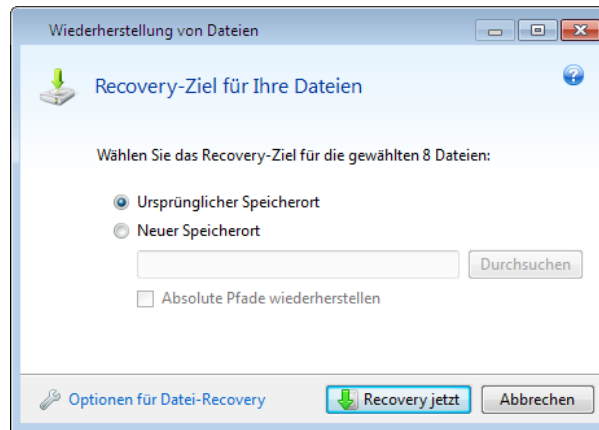 Wiederherstellung von Dateien
Recovery-Ziel für Ihre Dateien
Wählen Sie das Recovery-Ziel für die gewählten 8 Dateien:
Ursprünglicher Speicherort
Neuer Speicherort
Durchsuchen
Absolute Pfade wiederherstellen
Optionen für Datei-Recovery
Recovery jetzt
Abbrechen